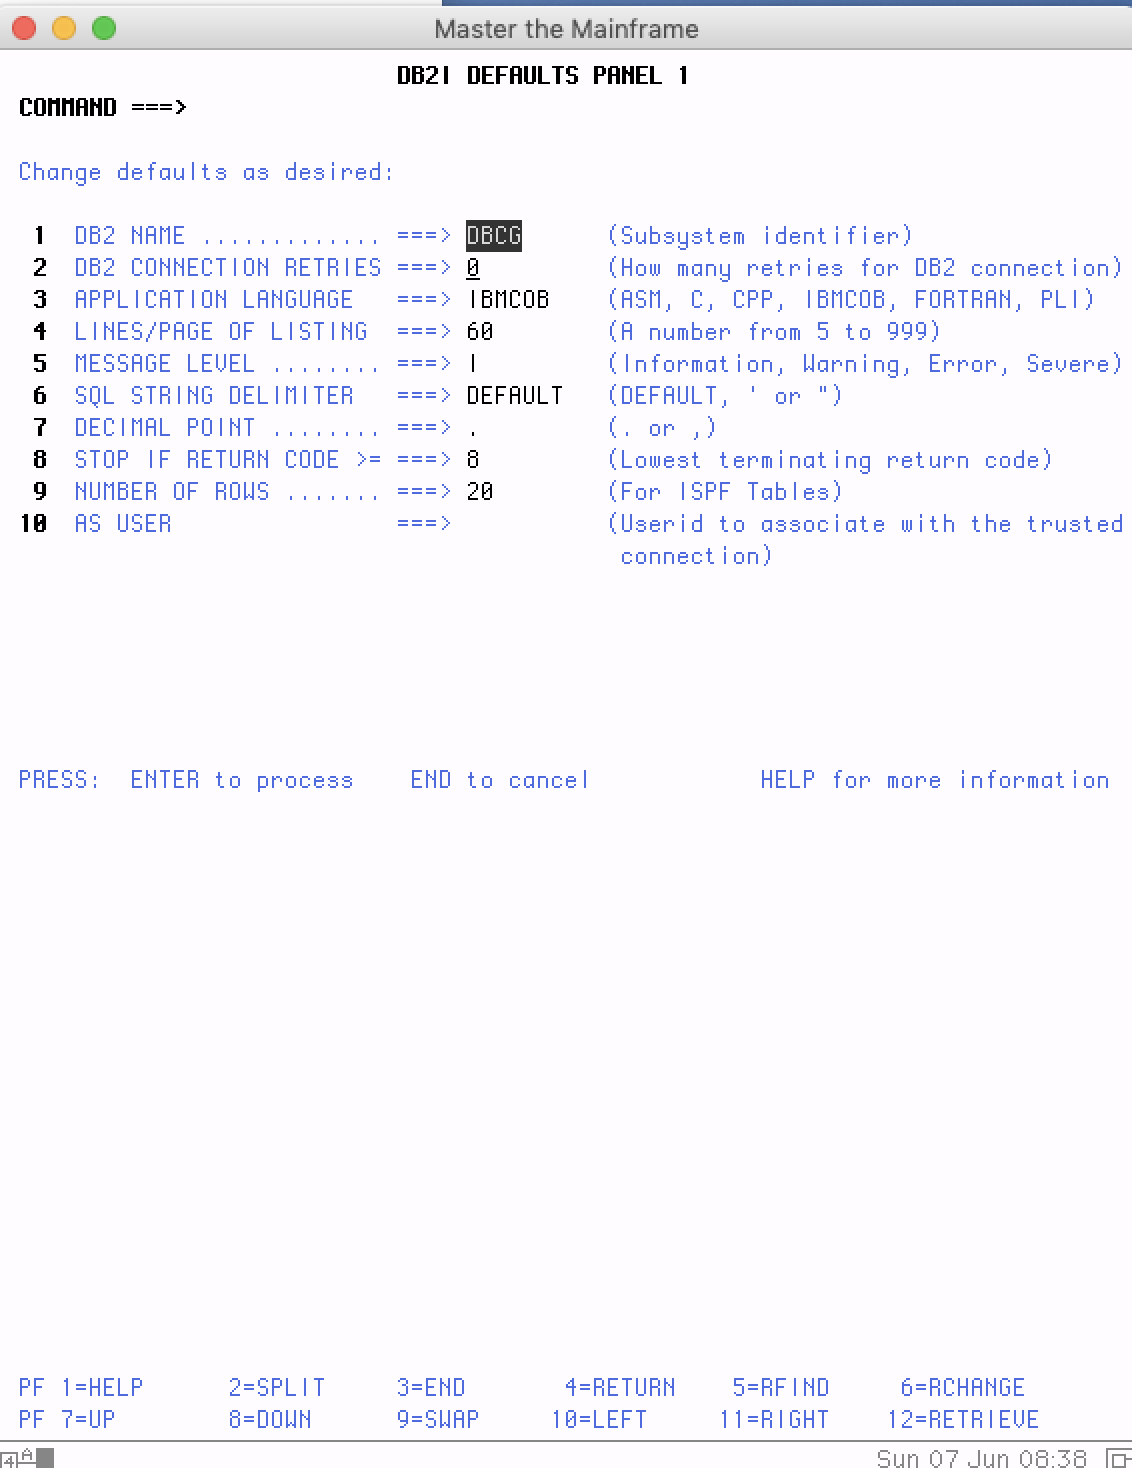 Master the Mainframe
DB2I DEFAULTS PANEL 1
COMMAND ===>
Change defaults as desired:
1 DB2 NAME ............. ===> DBCG (Subsystem identifier)
2 DB2 CONNECTION RETRIES ===> 0 (How many retries for DB2 connection)
3 APPLICATION LANGUAGE ===> IBMCOB (ASM, C, CPP, IBMCOB, FORTRAN, PLI)
4 LINES/PAGE OF LISTING ===> 60 (A number from 5 to 999)
5 MESSAGE LEVEL ........ ===> I (Information, Warning, Error, Severe)
6 SQL STRING DELIMITER ===> DEFAULT (DEFAULT, ' or ")
7 DECIMAL POINT ........ ===> . (. or ,)
8 STOP IF RETURN CODE >= ===> 8 (Lowest terminating return code)
9 NUMBER OF ROWS ....... ===> 20 (For ISPF Tables)
10 AS USER ===> (Userid to associate with the trusted
connection)
PRESS: ENTER to process END to cancel HELP for more information
PF 1=HELP 2=SPLIT 3=END 4=RETURN 5=RFIND 6=RCHANGE
PF 7=UP 8=DOWN 9=SWAP 10=LEFT 11=RIGHT 12=RETRIEVE
4 A Sun 07 Jun 08:38